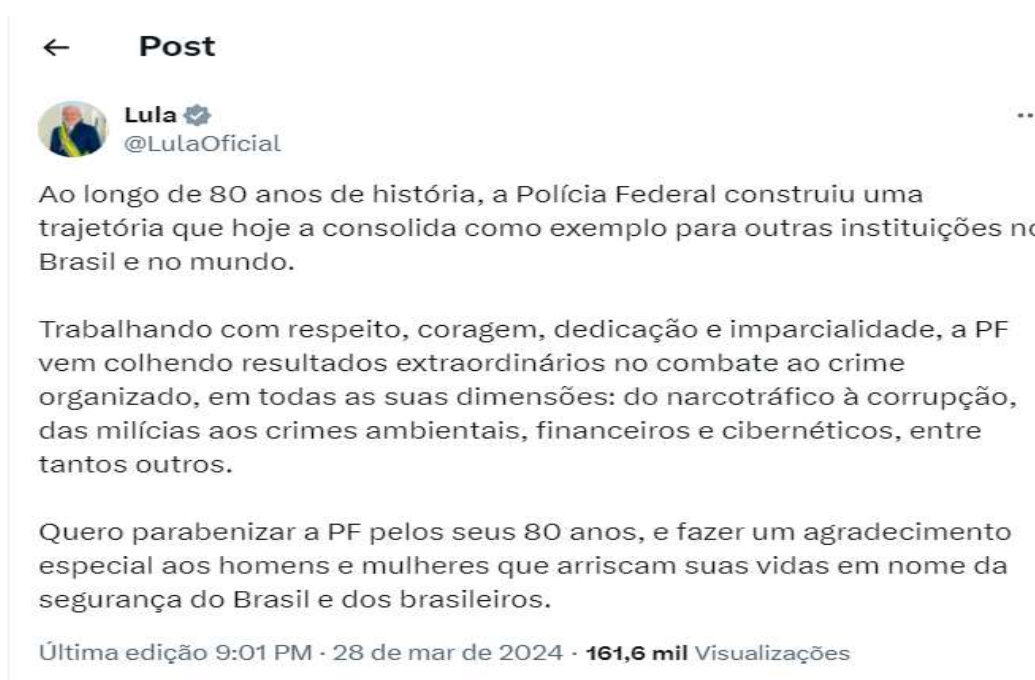 ← Post
Lula
@LulaOficial
Ao longo de 80 anos de história, a Polícia Federal construiu uma
trajetória que hoje a consolida como exemplo para outras instituições no
Brasil e no mundo.
Trabalhando com respeito, coragem, dedicação e imparcialidade, a PF
vem colhendo resultados extraordinários no combate ao crime
organizado, em todas as suas dimensões: do narcotráfico à corrupção,
das milícias aos crimes ambientais, financeiros e cibernéticos, entre
tantos outros.
Quero parabenizar a PF pelos seus 80 anos, e fazer um agradecimento
especial aos homens e mulheres que arriscam suas vidas em nome da
segurança do Brasil e dos brasileiros.
Última edição 9:01 PM · 28 de mar de 2024 · 161,6 mil Visualizações